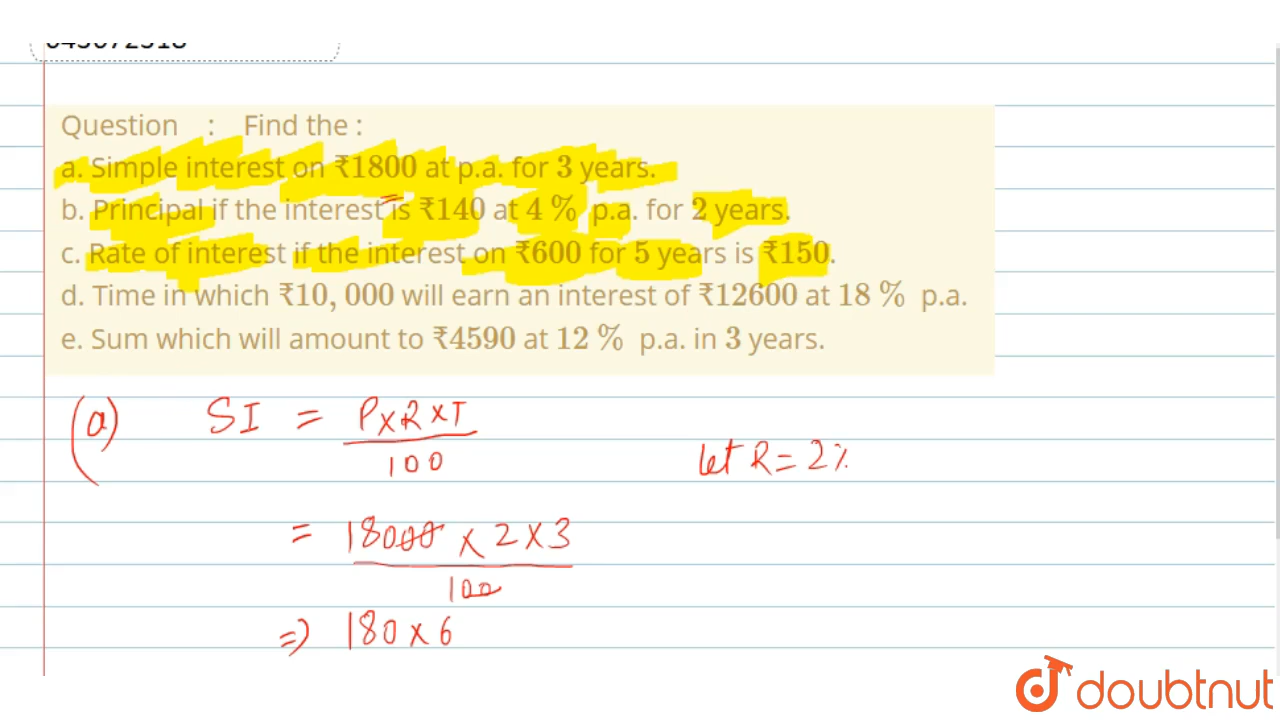 Question : Find the :
a. Simple interest on ₹1800 at p.a. for 3 years.
b. Principal if the interest is ₹140 at 4 % p.a. for 2 years.
c. Rate of interest if the interest on ₹600 for 5 years is ₹150.
d. Time in which ₹10, 000 will earn an interest of ₹12600 at 18 % p.a.
e. Sum which will amount to ₹4590 at 12 % p.a. in 3 years.
(a) SI = P×R×T
100
let R = 2%
= 18000 × 2 × 3
100
=> 180 × 6
doubtnut